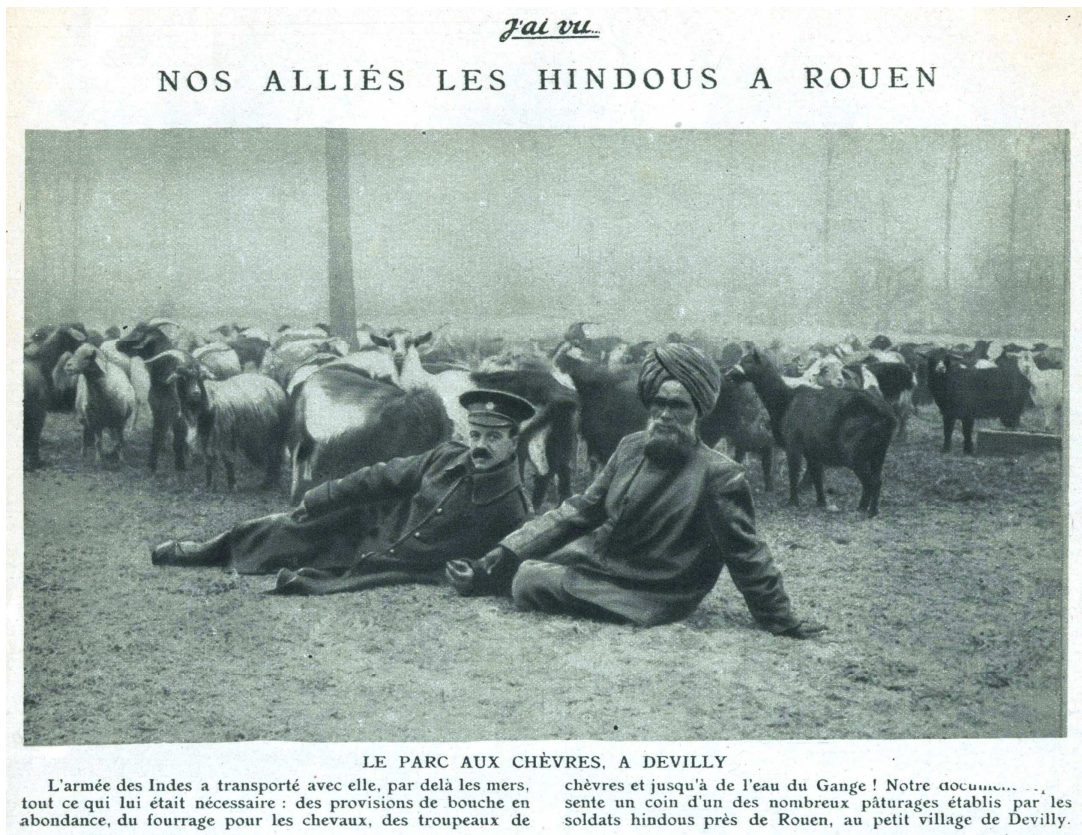 J'ai vu...
NOS ALLIÉS LES HINDOUS A ROUEN
LE PARC AUX CHÈVRES, A DEVILLY
L'armée des Indes a transporté avec elle, par delà les mers,
tout ce qui lui était nécessaire : des provisions de bouche en
abondance, du fourrage pour les chevaux, des troupeaux de
chèvres et jusqu'à de l'eau du Gange ! Notre
sente un coin d'un des nombreux pâturages établis par les
soldats hindous près de Rouen, au petit village de Devilly.